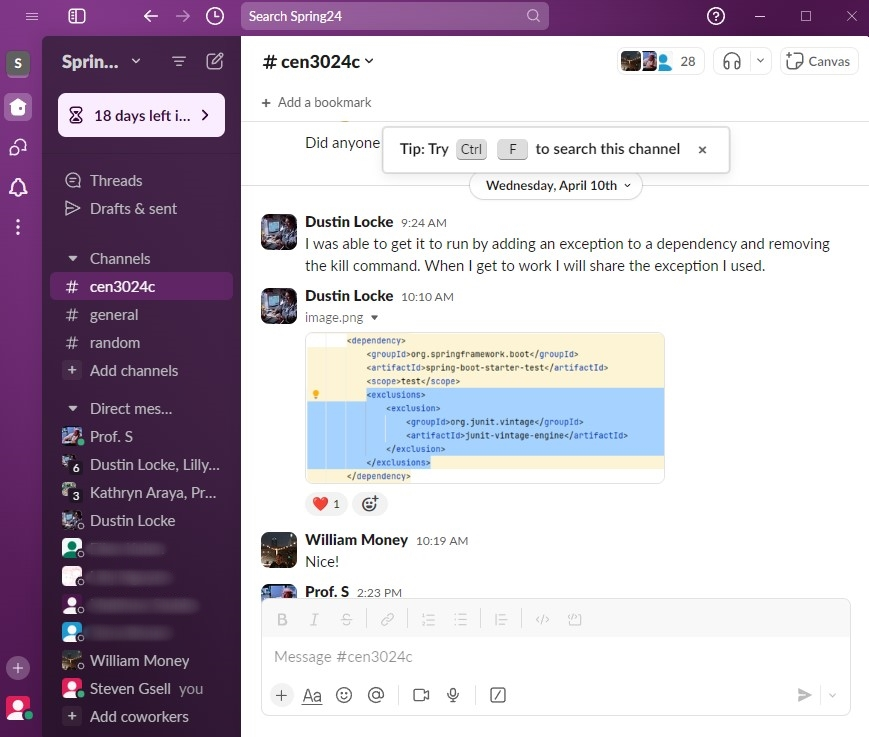 Search Spring24
S
Sprin...
18 days left i...
Threads
Drafts & sent
Channels
# cen3024c
# general
# random
+ Add channels
Direct mes...
Prof. S
6 Dustin Locke, Lilly...
3 Kathryn Araya, Pr...
Dustin Locke
William Money
Steven Gsell you
+ Add coworkers
# cen3024c
28
Canvas
+ Add a bookmark
Did anyone
Tip: Try Ctrl F to search this channel ×
Wednesday, April 10th
Dustin Locke 9:24 AM
I was able to get it to run by adding an exception to a dependency and removing
the kill command. When I get to work I will share the exception I used.
Dustin Locke 10:10 AM
image.png
<dependency>
<groupId>org.springframework.boot</groupId>
<artifactId>spring-boot-starter-test</artifactId>
<scope>test</scope>
<exclusions>
<exclusion>
<groupId>org.junit.vintage</groupId>
<artifactId>junit-vintage-engine</artifactId>
</exclusion>
</exclusions>
</dependency>
❤️ 1
William Money 10:19 AM
Nice!
Prof. S 2:23 PM
B I S
Message #cen3024c
+ Aa @